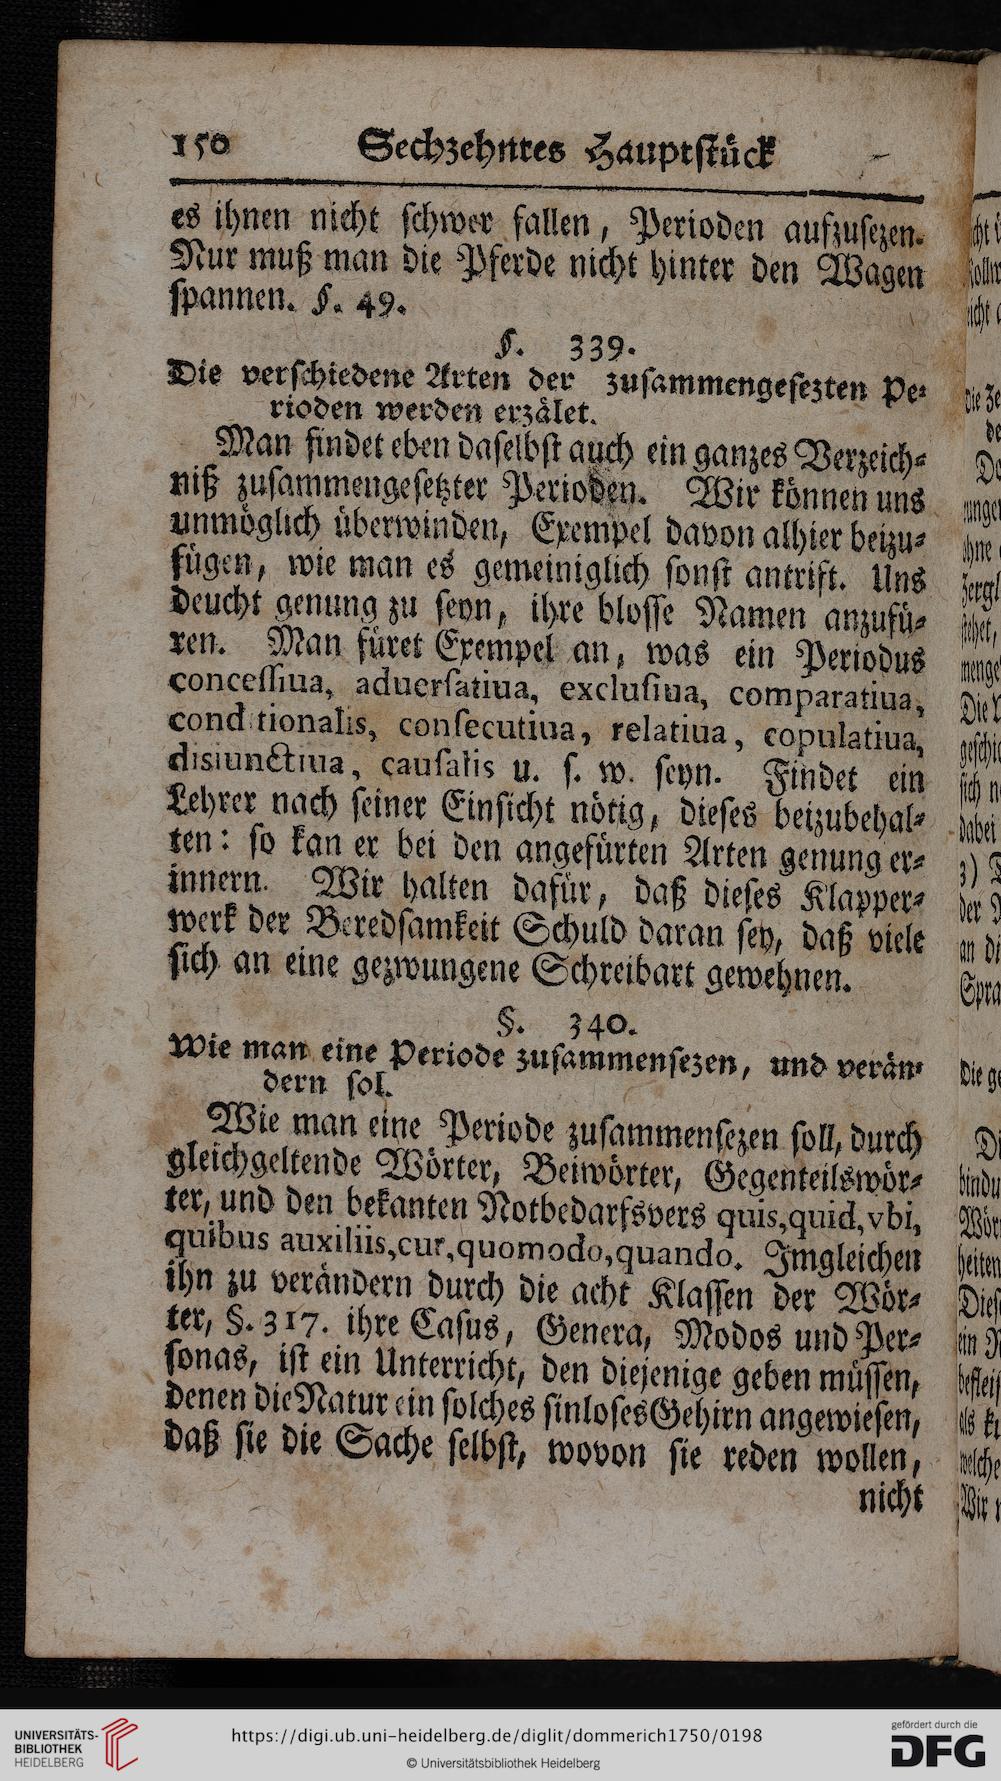 150 Sechzehntes Hauptstück
es ihnen nicht schwer fallen, Perioden aufzusezen.
Nur muß man die Pferde nicht hinter den Wagen
spannen. §. 49.
§. 339.
Die verschiedene Arten der zusammengesezten Pe-
rioden werden erzälet.
Man findet eben daselbst auch ein ganzes Verzeich-
niß zusammengesetzter Perioden. Wir können uns
unmöglich überwinden, Exempel davon alhier beizu-
fügen, wie man es gemeiniglich sonst antrift. Uns
deucht genung zu seyn, ihre blosse Namen anzufü-
ren. Man füret Exempel an, was ein Periodus
concessiua, aduersatiua, exclusiua, comparatiua,
conditionalis, consecutiua, relatiua, copulatiua,
disiunctiua, causalis u. s. w. seyn. Findet ein
Lehrer nach seiner Einsicht nötig, dieses beizubehal-
ten: so kan er bei den angefürten Arten genung er-
innern. Wir halten dafür, daß dieses Klapper-
werk der Beredsamkeit Schuld daran sey, daß viele
sich an eine gezwungene Schreibart gewehnen.
§. 340.
Wie man eine Periode zusammensezen, und verän-
dern sol.
Wie man eine Periode zusammensezen soll, durch
gleichgeltende Wörter, Beiwörter, Gegenteilswör-
ter, und den bekanten Notbedarfsvers quis, quid, vbi,
quibus auxiliis, cur, quomodo, quando. Imgleichen
ihn zu verändern durch die acht Klassen der Wör-
ter, §. 317. ihre Casus, Genera, Modos und Per-
sonas, ist ein Unterricht, den diejenige geben müssen,
denen die Natur ein solches sinloses Gehirn angewiesen,
daß sie die Sache selbst, wovon sie reden wollen,
nicht
UNIVERSITÄTS-
BIBLIOTHEK
HEIDELBERG
https://digi.ub.uni-heidelberg.de/diglit/dommerich1750/0198
© Universitätsbibliothek Heidelberg
gefördert durch die
DFG